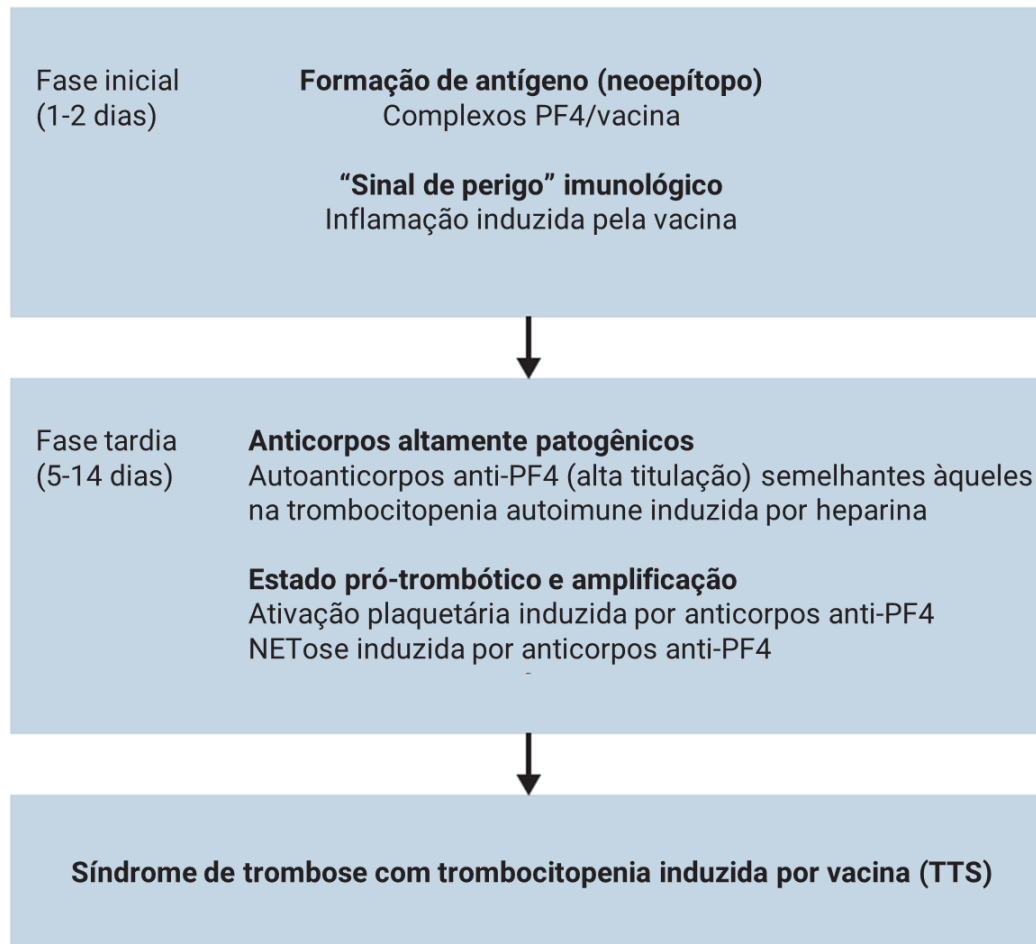 Fase inicial
(1-2 dias)
Formação de antígeno (neoepítopo)
Complexos PF4/vacina
“Sinal de perigo” imunológico
Inflamação induzida pela vacina
Fase tardia
(5-14 dias)
Anticorpos altamente patogênicos
Autoanticorpos anti-PF4 (alta titulação) semelhantes àqueles
na trombocitopenia autoimune induzida por heparina
Estado pró-trombótico e amplificação
Ativação plaquetária induzida por anticorpos anti-PF4
NETose induzida por anticorpos anti-PF4
Síndrome de trombose com trombocitopenia induzida por vacina (TTS)